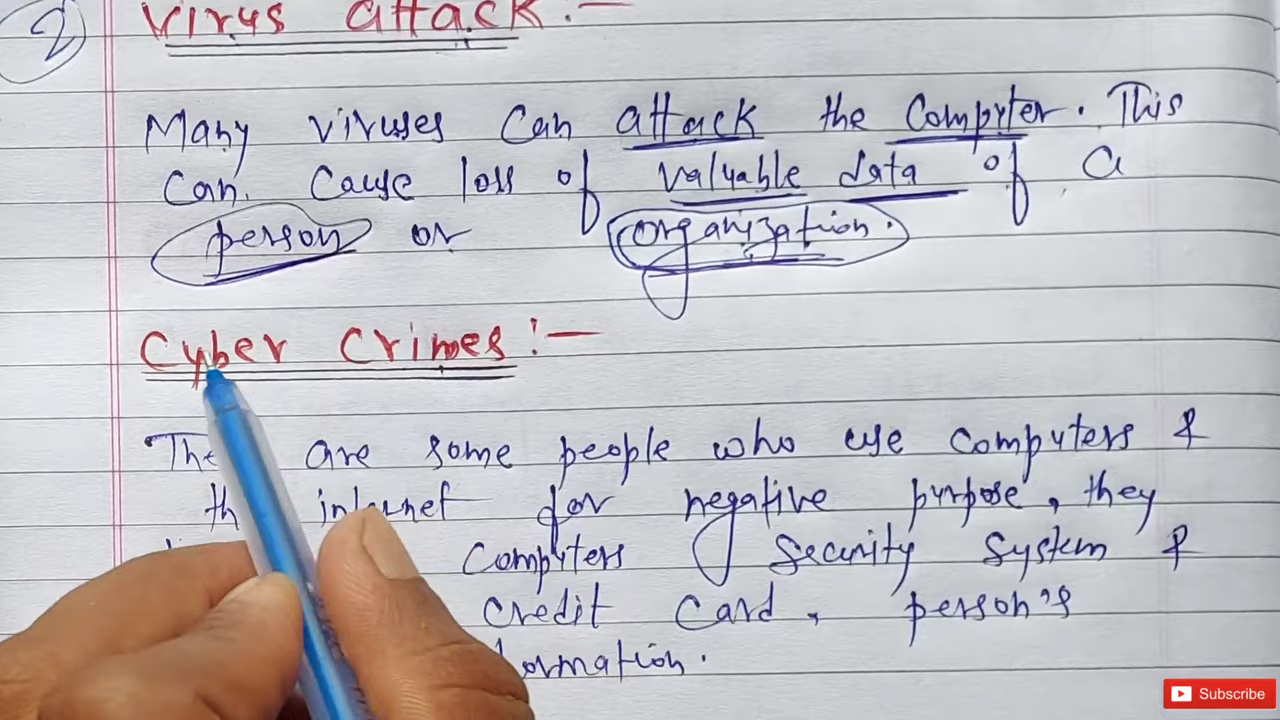 2
Virus attack :-
Many viruses Can attack the Computer. This
Can Cause loss of valuable data of a
person or organization.
Cyber Crimes :-
The are some people who use computers &
th internet for negative purpose, they
Computers security system &
credit card, person's
formation.
Subscribe